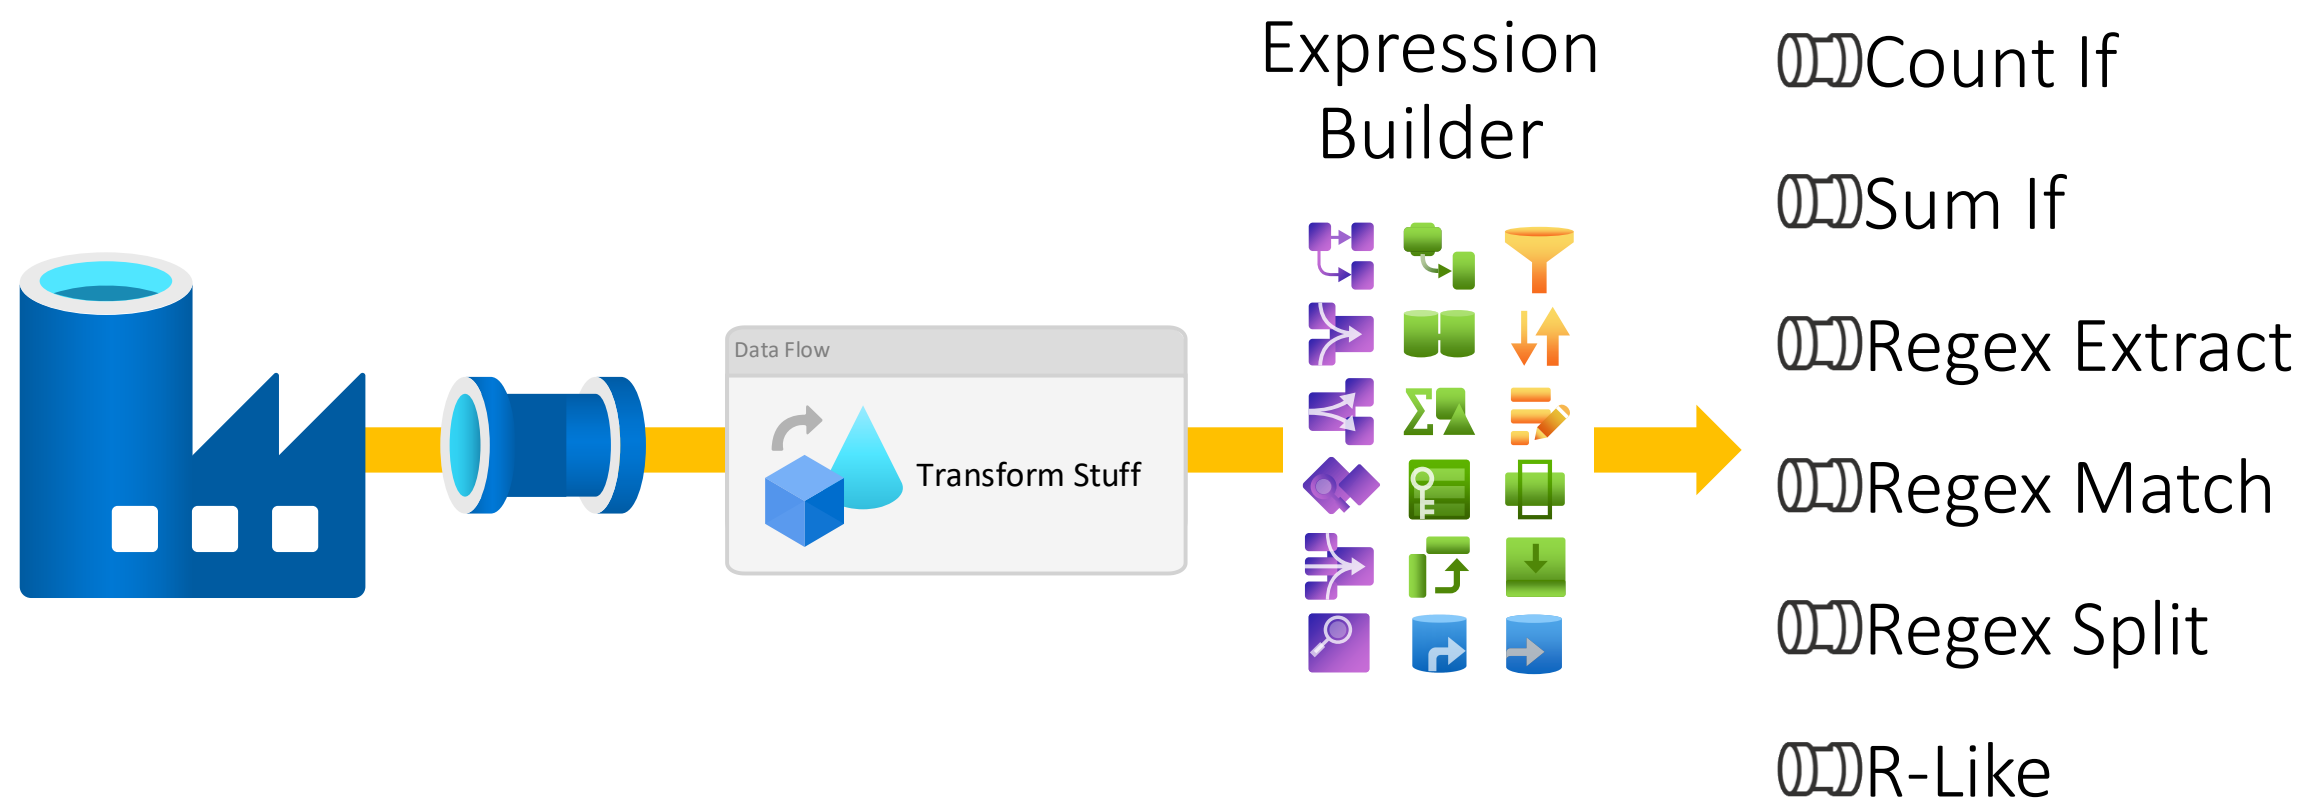 Data Flow
Transform Stuff
Expression
Builder
Count If
Sum If
Regex Extract
Regex Match
Regex Split
R-Like